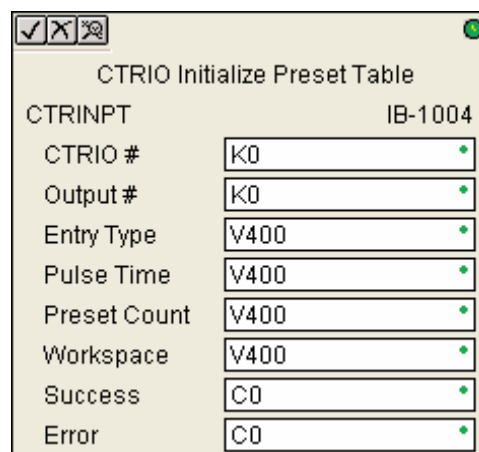 CTRIO Initialize Preset Table
CTRINPT IB-1004
CTRIO # K0
Output # K0
Entry Type V400
Pulse Time V400
Preset Count V400
Workspace V400
Success C0
Error C0